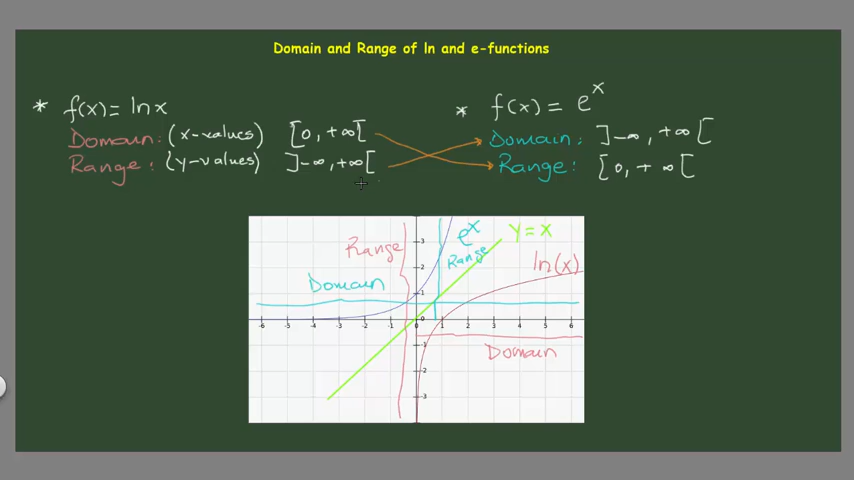 Domain and Range of ln and e-functions
* f(x) = ln x
Domain: (x-values) [0, +∞[
Range: (y-values) ]-∞, +∞[
* f(x) = e^x
Domain: ]-∞, +∞[
Range: [0, +∞[
Range
e^x
Range
y = x
ln(x)
Domain
Domain
3
2
1
0
-1
-2
-3
-6 -5 -4 -3 -2 -1 0 1 2 3 4 5 6